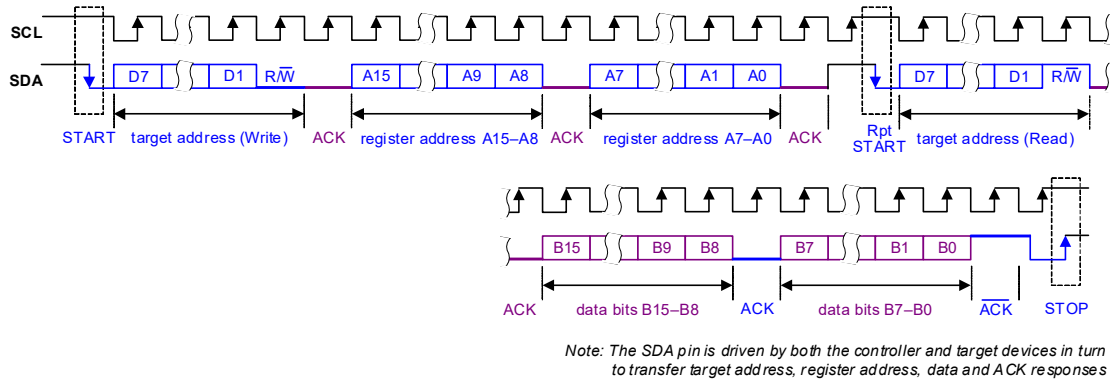 SCL
SDA
D7 D1 R/W̅ A15 A9 A8 A7 A1 A0 D7 D1 R/W̅
START target address (Write) ACK register address A15–A8 ACK register address A7–A0 ACK Rpt START target address (Read)
B15 B9 B8 B7 B1 B0
ACK data bits B15–B8 ACK data bits B7–B0 A̅C̅K̅ STOP
Note: The SDA pin is driven by both the controller and target devices in turn
to transfer target address, register address, data and ACK responses